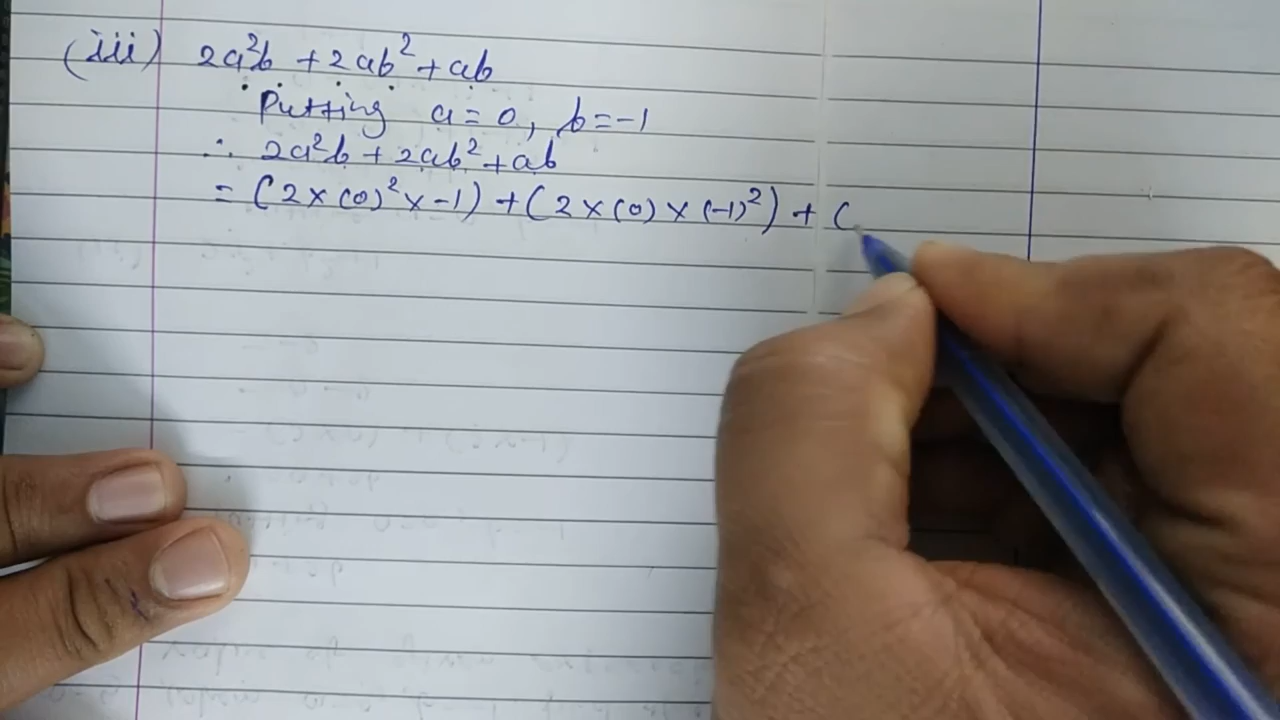 (iii) 2a²b + 2ab² + ab
Putting a = 0, b = -1
∴ 2a²b + 2ab² + ab
= (2 × (0)² × -1) + (2 × (0) × (-1)²) + (